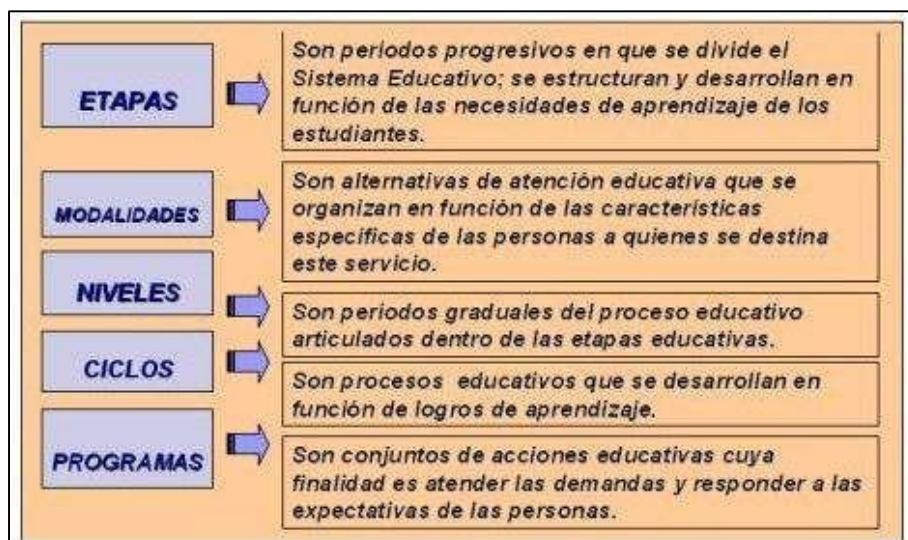 ETAPAS
Son periodos progresivos en que se divide el
Sistema Educativo; se estructuran y desarrollan en
función de las necesidades de aprendizaje de los
estudiantes.
MODALIDADES
Son alternativas de atención educativa que se
organizan en función de las características
específicas de las personas a quienes se destina
este servicio.
NIVELES
Son periodos graduales del proceso educativo
articulados dentro de las etapas educativas.
CICLOS
Son procesos educativos que se desarrollan en
función de logros de aprendizaje.
PROGRAMAS
Son conjuntos de acciones educativas cuya
finalidad es atender las demandas y responder a las
expectativas de las personas.